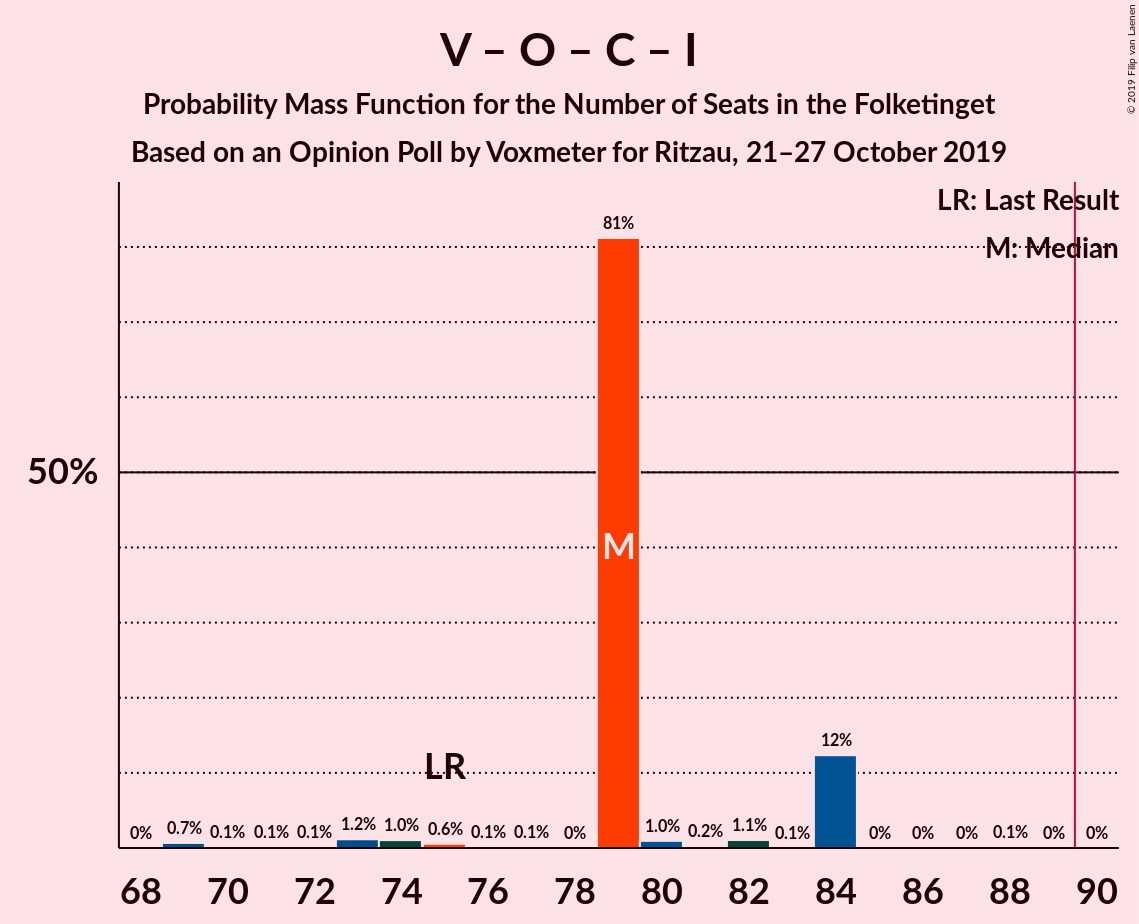 V – O – C – I
Probability Mass Function for the Number of Seats in the Folketinget
Based on an Opinion Poll by Voxmeter for Ritzau, 21–27 October 2019
© 2019 Filip van Laenen
LR: Last Result
M: Median
81%
50%
M
12%
LR
0% 0.7% 0.1% 0.1% 0.1% 1.2% 1.0% 0.6% 0.1% 0.1% 0% 1.0% 0.2% 1.1% 0.1% 0% 0% 0% 0.1% 0% 0%
68 70 72 74 76 78 80 82 84 86 88 90